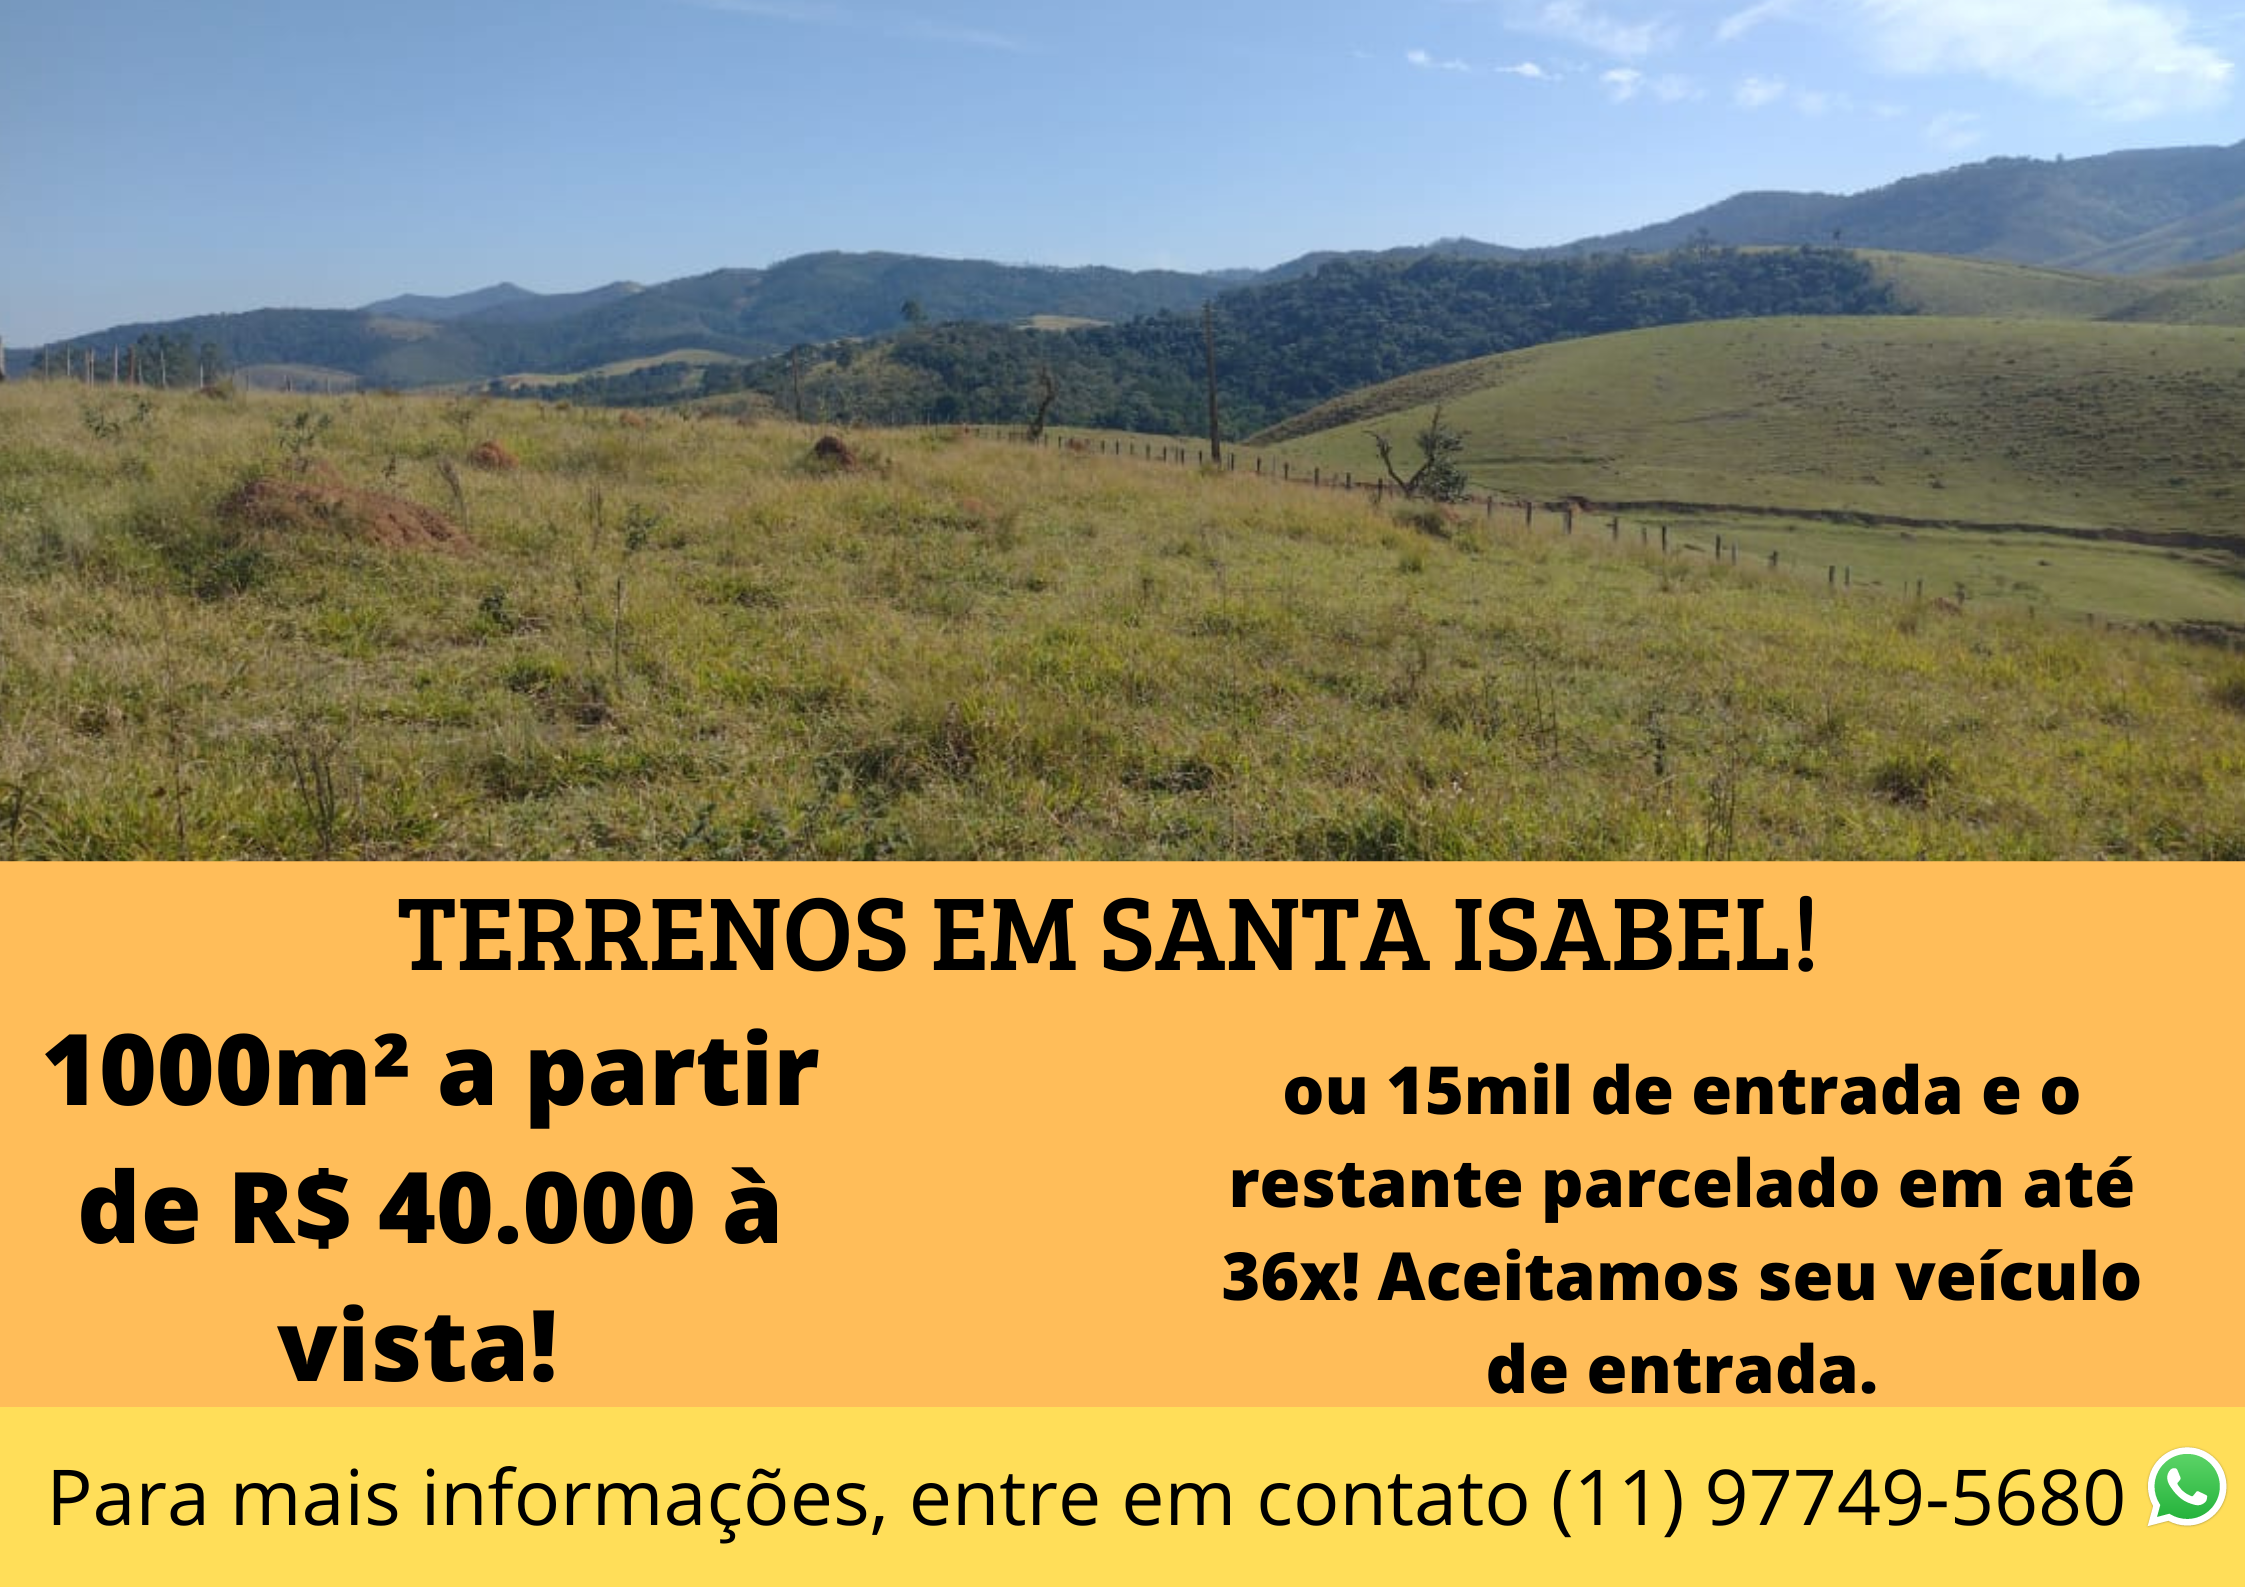 TERRENOS EM SANTA ISABEL!
1000m² a partir
de R$ 40.000 à
vista!
ou 15mil de entrada e o
restante parcelado em até
36x! Aceitamos seu veículo
de entrada.
Para mais informações, entre em contato (11) 97749-5680